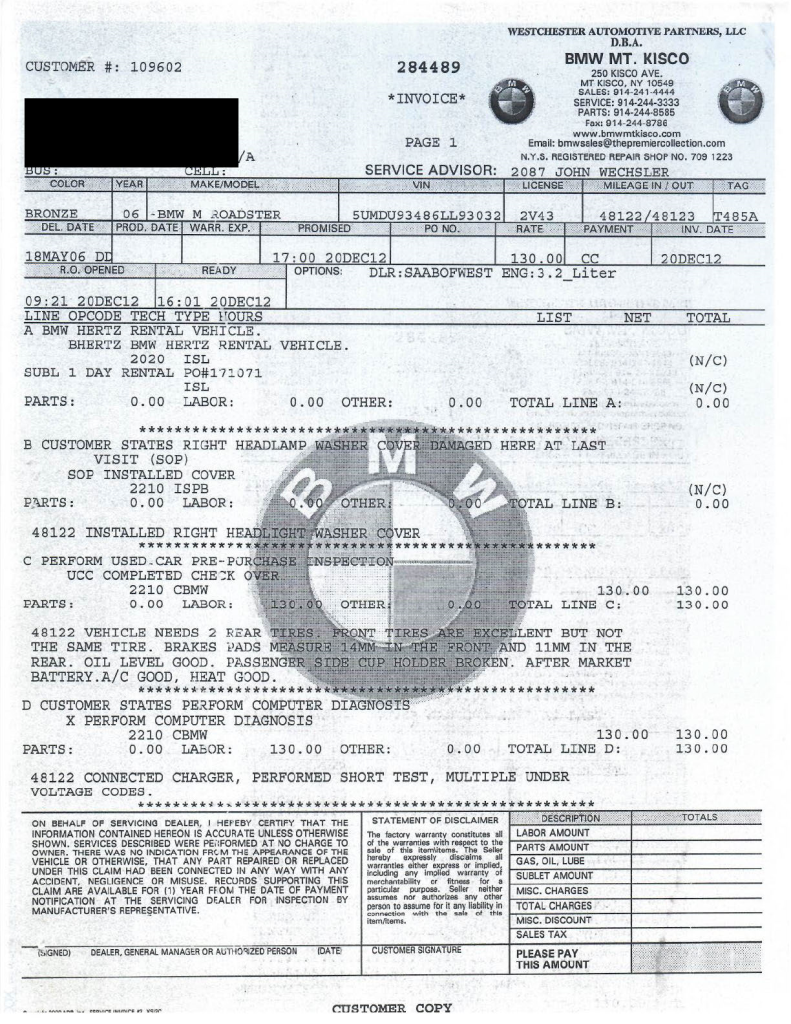 WESTCHESTER AUTOMOTIVE PARTNERS, LLC
D.B.A.
BMW MT. KISCO
250 KISCO AVE.
MT KISCO, NY 10549
SALES: 914-241-4444
SERVICE: 914-244-3333
PARTS: 914-244-8585
Fax: 914-244-8786
www.bmwmtkisco.com
Email: bmwsales@thepremiercollection.com
N.Y.S. REGISTERED REPAIR SHOP NO. 709 1223
BMW
BMW
CUSTOMER #: 109602
284489
*INVOICE*
PAGE 1
/A
BUS: CELL:
SERVICE ADVISOR: 2087 JOHN WECHSLER
COLOR YEAR MAKE/MODEL VIN LICENSE MILEAGE IN / OUT TAG
BRONZE 06 -BMW M ROADSTER 5UMDU93486LL93032 2V43 48122/48123 T485A
DEL. DATE PROD. DATE WARR. EXP. PROMISED PO NO. RATE PAYMENT INV. DATE
18MAY06 DD 17:00 20DEC12 130.00 CC 20DEC12
R.O. OPENED READY OPTIONS: DLR:SAABOFWEST ENG:3.2_Liter
09:21 20DEC12 16:01 20DEC12
LINE OPCODE TECH TYPE HOURS LIST NET TOTAL
A BMW HERTZ RENTAL VEHICLE.
BHERTZ BMW HERTZ RENTAL VEHICLE.
2020 ISL (N/C)
SUBL 1 DAY RENTAL PO#171071
ISL (N/C)
PARTS: 0.00 LABOR: 0.00 OTHER: 0.00 TOTAL LINE A: 0.00
***************************************************
B CUSTOMER STATES RIGHT HEADLAMP WASHER COVER DAMAGED HERE AT LAST
VISIT (SOP)
SOP INSTALLED COVER
2210 ISPB (N/C)
PARTS: 0.00 LABOR: 0.00 OTHER: 0.00 TOTAL LINE B: 0.00
48122 INSTALLED RIGHT HEADLIGHT WASHER COVER
***************************************************
C PERFORM USED CAR PRE-PURCHASE INSPECTION
UCC COMPLETED CHECK OVER
2210 CBMW 130.00 130.00
PARTS: 0.00 LABOR: 130.00 OTHER: 0.00 TOTAL LINE C: 130.00
48122 VEHICLE NEEDS 2 REAR TIRES. FRONT TIRES ARE EXCELLENT BUT NOT
THE SAME TIRE. BRAKES PADS MEASURE 14MM IN THE FRONT AND 11MM IN THE
REAR. OIL LEVEL GOOD. PASSENGER SIDE CUP HOLDER BROKEN. AFTER MARKET
BATTERY.A/C GOOD, HEAT GOOD.
***************************************************
D CUSTOMER STATES PERFORM COMPUTER DIAGNOSIS
X PERFORM COMPUTER DIAGNOSIS
2210 CBMW 130.00 130.00
PARTS: 0.00 LABOR: 130.00 OTHER: 0.00 TOTAL LINE D: 130.00
48122 CONNECTED CHARGER, PERFORMED SHORT TEST, MULTIPLE UNDER
VOLTAGE CODES.
***************************************************
BMW
ON BEHALF OF SERVICING DEALER, I HEREBY CERTIFY THAT THE
INFORMATION CONTAINED HEREON IS ACCURATE UNLESS OTHERWISE
SHOWN. SERVICES DESCRIBED WERE PERFORMED AT NO CHARGE TO
OWNER. THERE WAS NO INDICATION FROM THE APPEARANCE OF THE
VEHICLE OR OTHERWISE, THAT ANY PART REPAIRED OR REPLACED
UNDER THIS CLAIM HAD BEEN CONNECTED IN ANY WAY WITH ANY
ACCIDENT, NEGLIGENCE OR MISUSE. RECORDS SUPPORTING THIS
CLAIM ARE AVAILABLE FOR (1) YEAR FROM THE DATE OF PAYMENT
NOTIFICATION AT THE SERVICING DEALER FOR INSPECTION BY
MANUFACTURER'S REPRESENTATIVE.
(SIGNED) DEALER, GENERAL MANAGER OR AUTHORIZED PERSON (DATE)
STATEMENT OF DISCLAIMER
The factory warranty constitutes all
of the warranties with respect to the
sale of this item/items. The Seller
hereby expressly disclaims all
warranties either express or implied,
including any implied warranty of
merchantability or fitness for a
particular purpose. Seller neither
assumes nor authorizes any other
person to assume for it any liability in
connection with the sale of this
item/items.
CUSTOMER SIGNATURE
DESCRIPTION TOTALS
LABOR AMOUNT
PARTS AMOUNT
GAS, OIL, LUBE
SUBLET AMOUNT
MISC. CHARGES
TOTAL CHARGES
MISC. DISCOUNT
SALES TAX
PLEASE PAY
THIS AMOUNT
CUSTOMER COPY